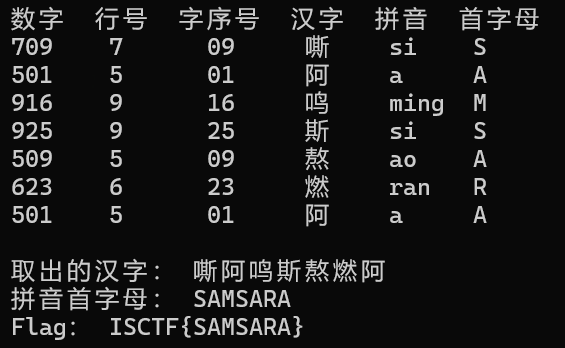 数字 行号 字序号 汉字 拼音 首字母
709 7 09 嘶 si S
501 5 01 阿 a A
916 9 16 鸣 ming M
925 9 25 斯 si S
509 5 09 熬 ao A
623 6 23 燃 ran R
501 5 01 阿 a A
取出的汉字： 嘶阿鸣斯熬燃阿
拼音首字母： SAMSARA
Flag: ISCTF{SAMSARA}